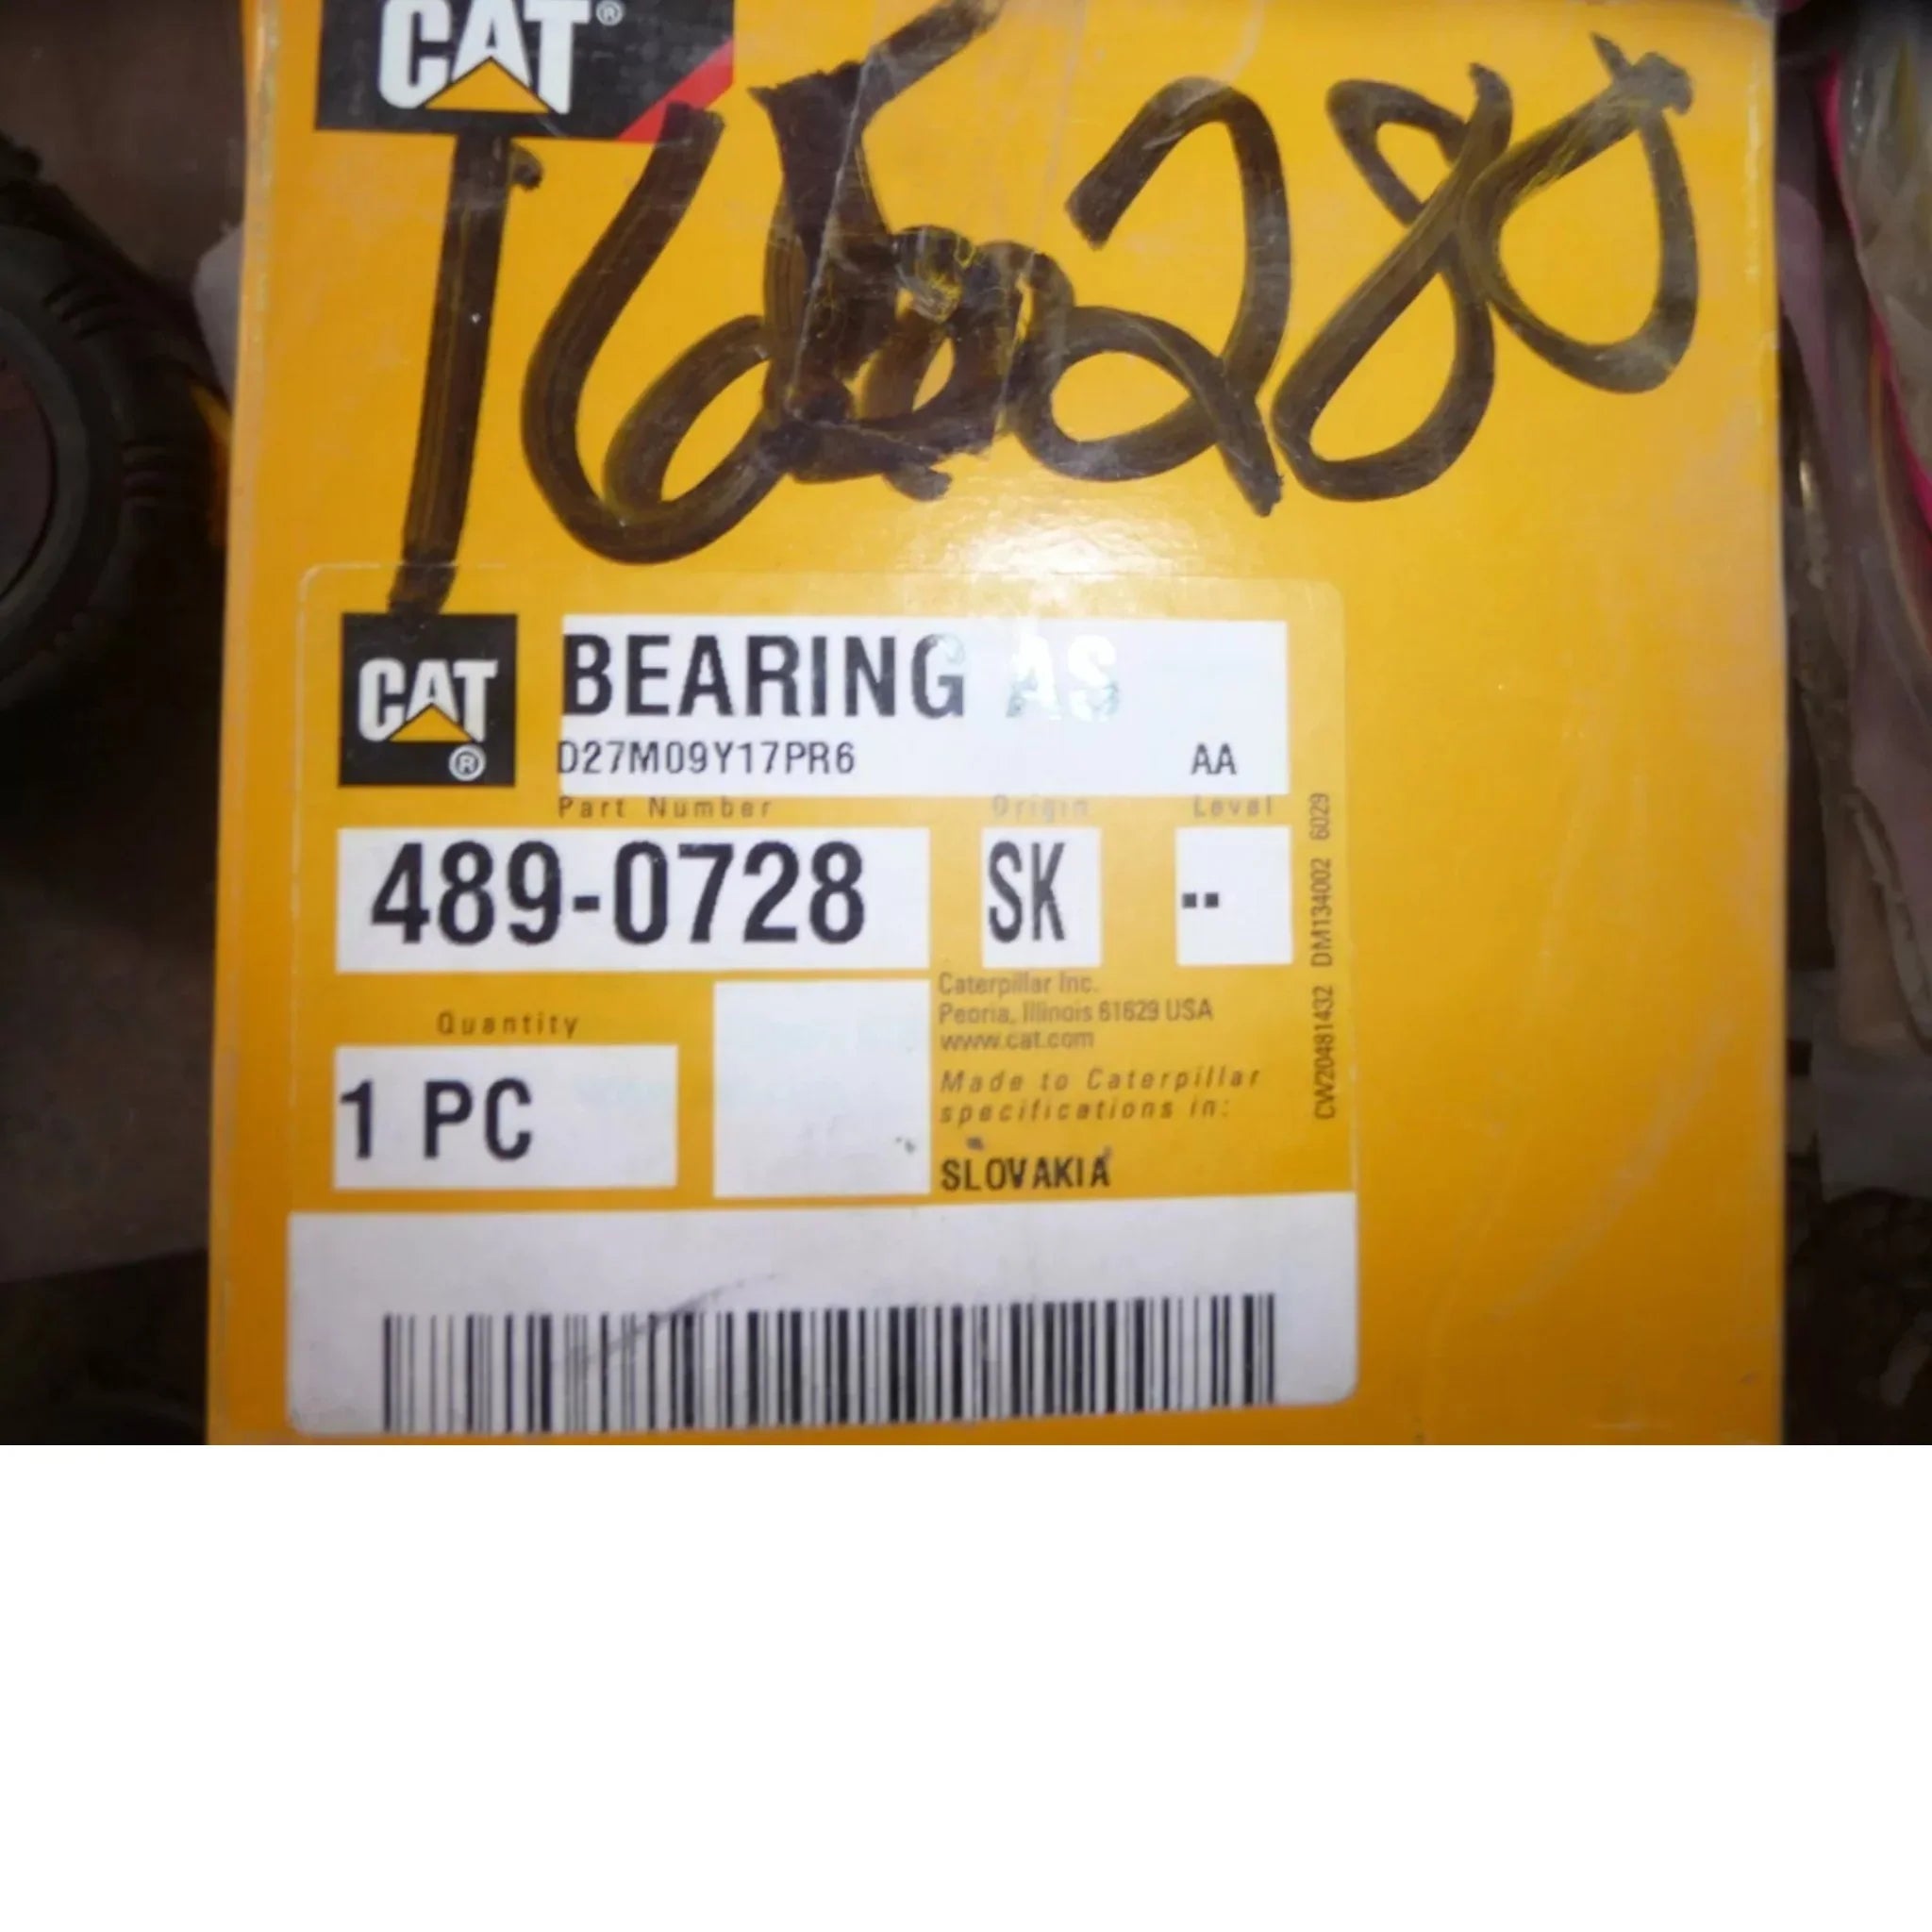 CAT®
CAT®
BEARING AS
D27M09Y17PR6 AA
Part Number Origin Level
489-0728 SK --
Quantity
1 PC
Caterpillar Inc.
Peoria, Illinois 61629 USA
www.cat.com
Made to Caterpillar
specifications in:
SLOVAKIA
CW20481432 DM134002 6029